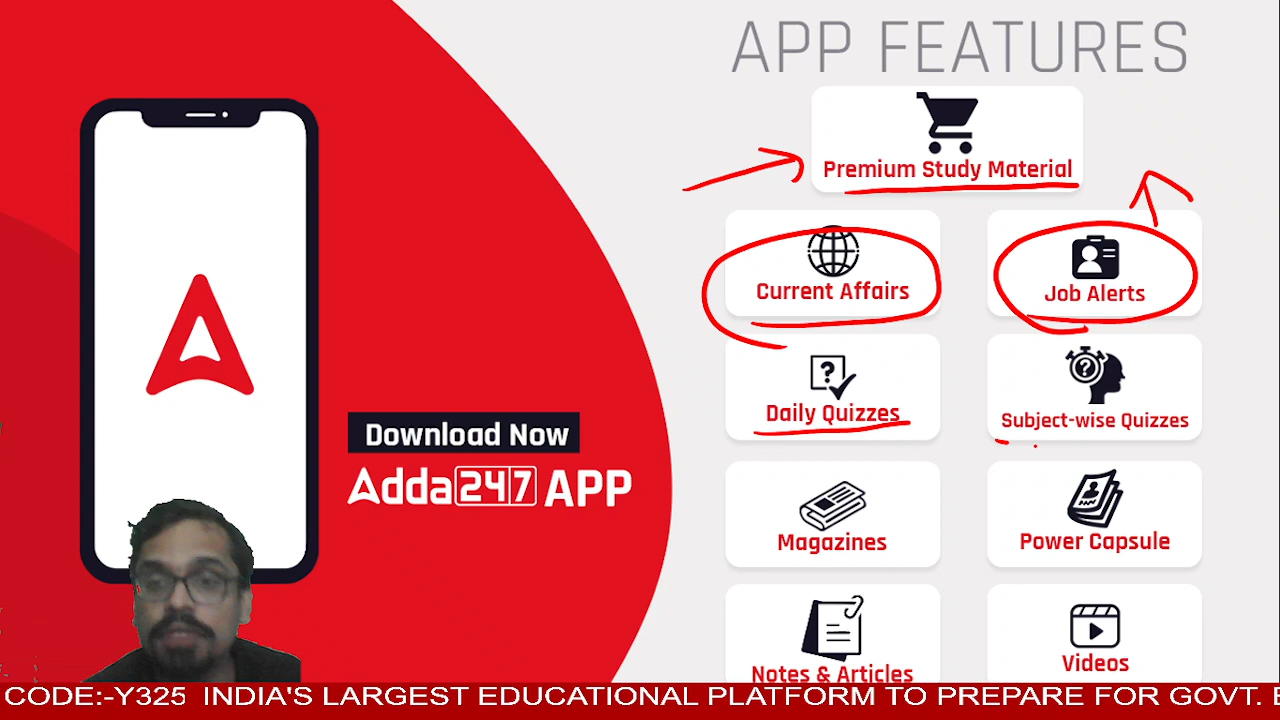 APP FEATURES
Premium Study Material
Current Affairs
Job Alerts
Daily Quizzes
Subject-wise Quizzes
Download Now
Adda247 APP
Magazines
Power Capsule
Notes & Articles
Videos
CODE:-Y325 INDIA'S LARGEST EDUCATIONAL PLATFORM TO PREPARE FOR GOVT.